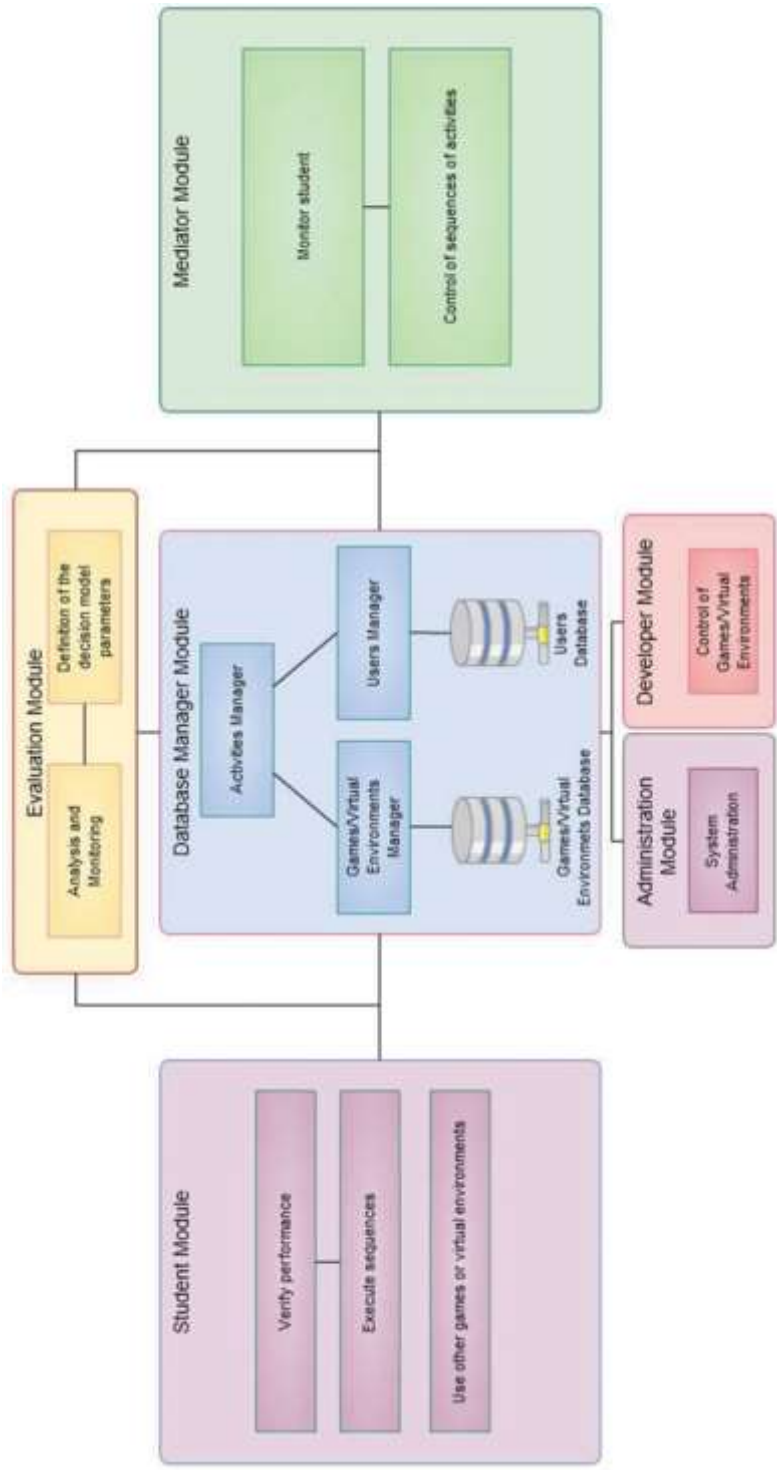 Student Module
Verify performance
Execute sequences
Use other games or virtual environments
Evaluation Module
Analysis and
Monitoring
Definition of the
decision model
parameters
Database Manager Module
Activities Manager
Games/Virtual
Environments
Manager
Users Manager
Games/Virtual
Environmets Database
Users
Database
Administration
Module
System
Administration
Developer Module
Control of
Games/Virtual
Environments
Mediator Module
Monitor student
Control of sequences of activities